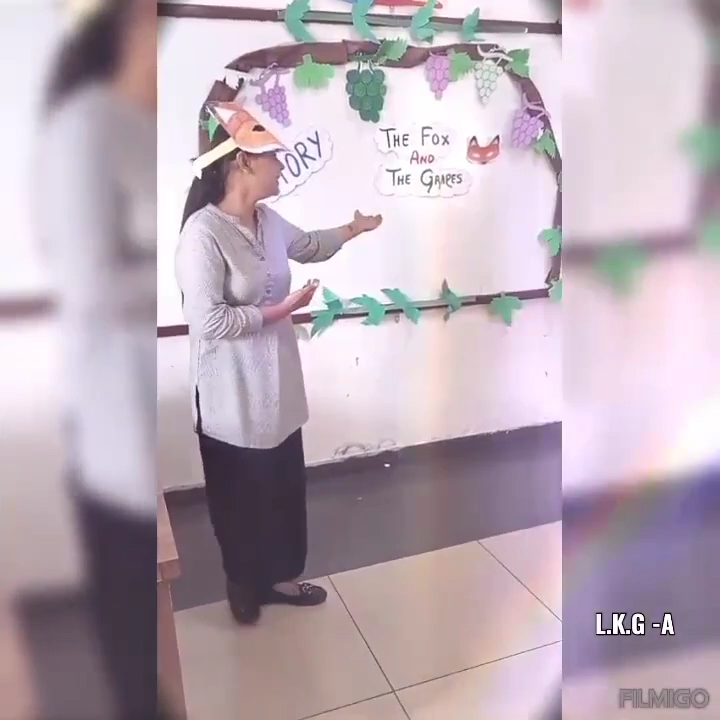 ORY
THE FOX
AND
THE GRAPES
L.K.G -A
FILMIGO